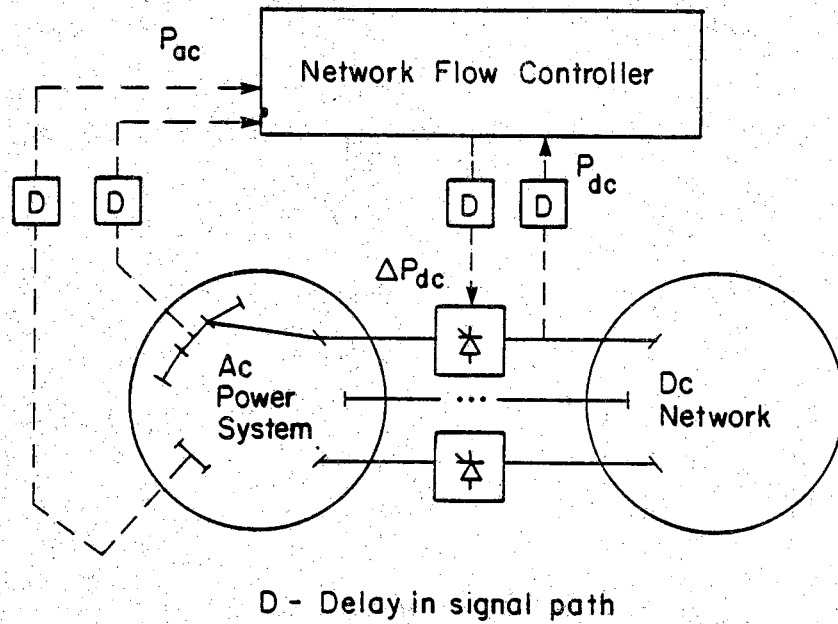 P_ac
Network Flow Controller
D
D
D
D
P_dc
ΔP_dc
Ac
Power
System
...
Dc
Network
D - Delay in signal path